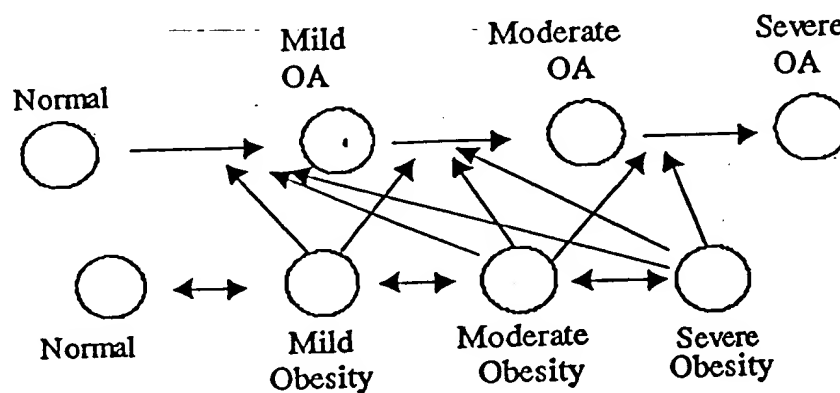 Normal
Mild
OA
Moderate
OA
Severe
OA
Normal
Mild
Obesity
Moderate
Obesity
Severe
Obesity